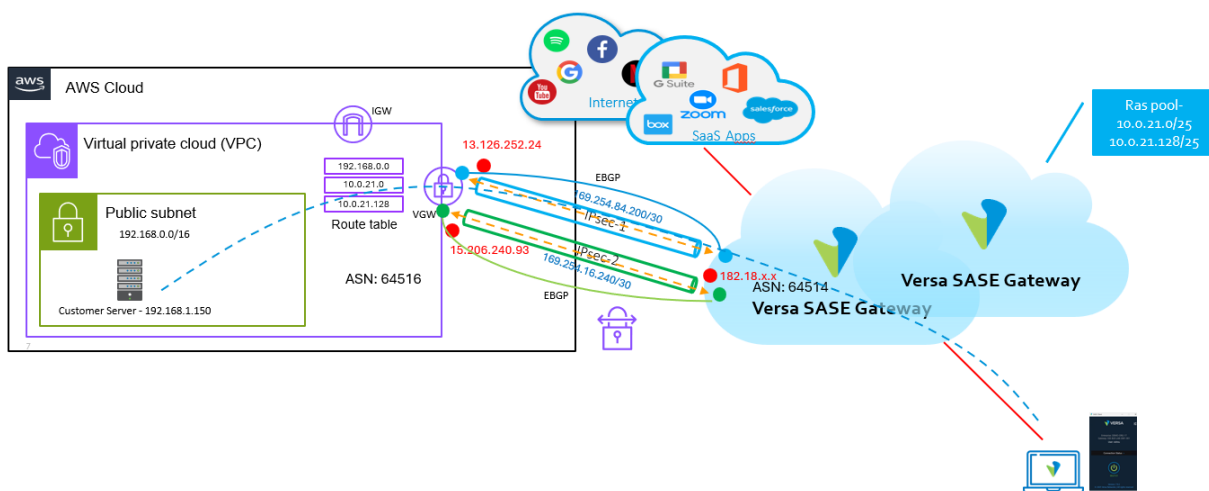 aws
AWS Cloud
IGW
Virtual private cloud (VPC)
192.168.0.0
10.0.21.0
10.0.21.128
Route table
VGW
Public subnet
192.168.0.0/16
Customer Server - 192.168.1.150
ASN: 64516
7
13.126.252.24
15.206.240.93
EBGP
169.254.84.200/30
IPsec-1
IPsec-2
169.254.16.240/30
EBGP
You
Tube
Internet
G Suite
box
zoom
salesforce
SaaS Apps
182.18.x.x
ASN: 64514
Versa SASE Gateway
Versa SASE Gateway
Ras pool-
10.0.21.0/25
10.0.21.128/25
VERSA